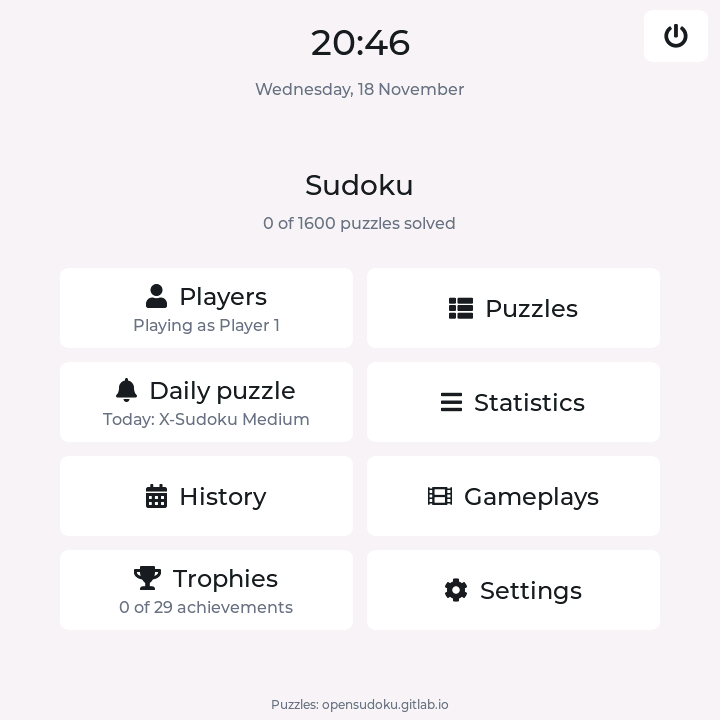 20:46
Wednesday, 18 November
Sudoku
0 of 1600 puzzles solved
Players
Playing as Player 1
Puzzles
Daily puzzle
Today: X-Sudoku Medium
Statistics
History
Gameplays
Trophies
0 of 29 achievements
Settings
Puzzles: opensudoku.gitlab.io